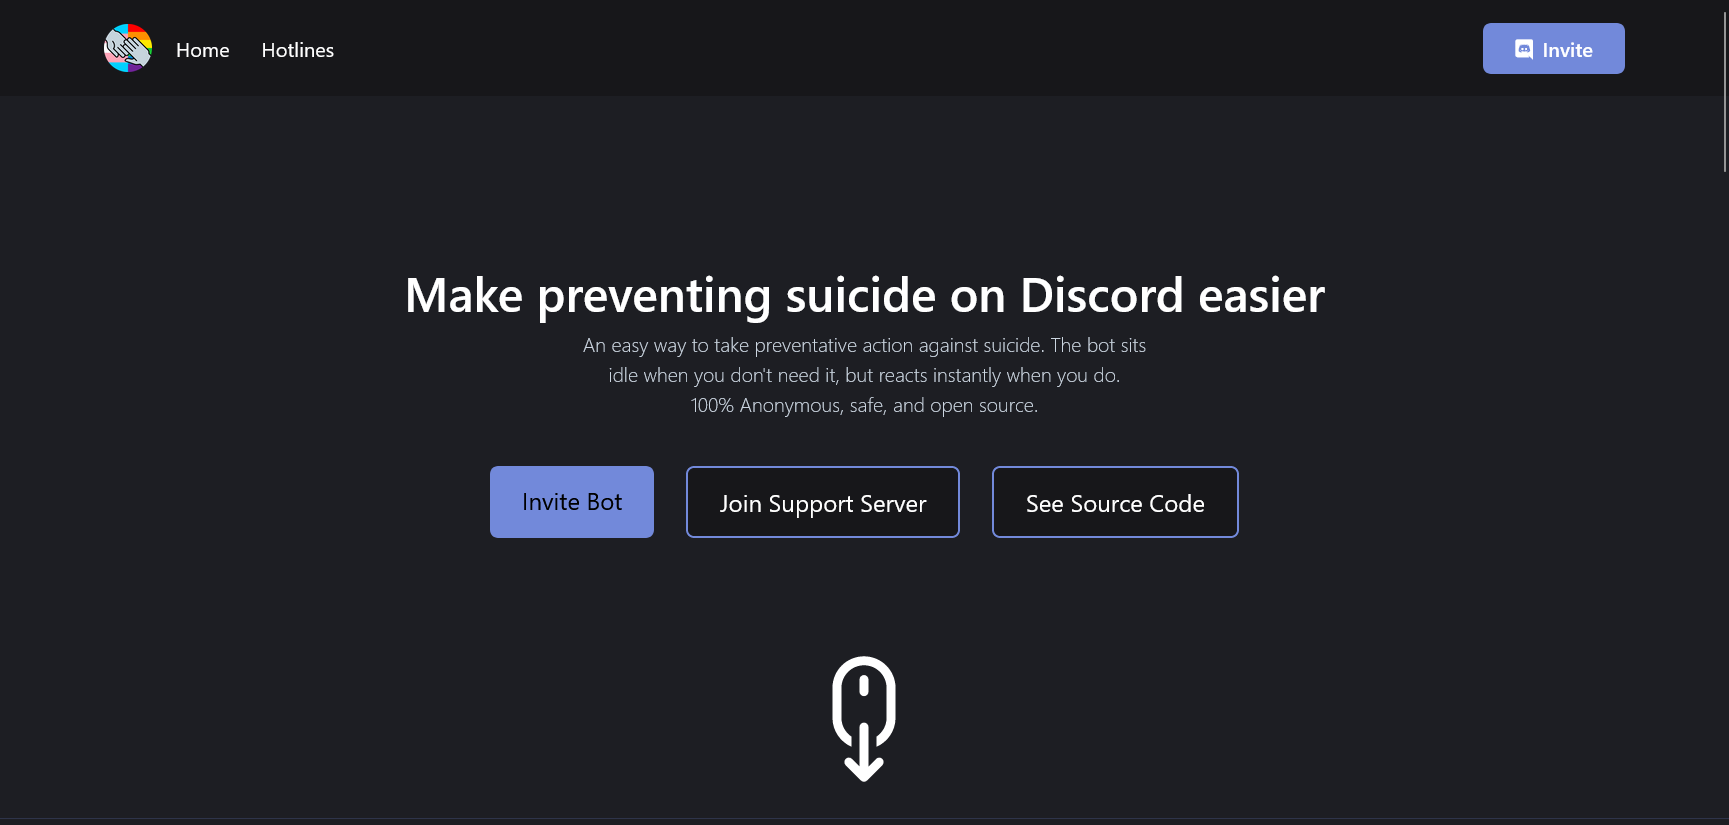 Home
Hotlines
Invite
Make preventing suicide on Discord easier
An easy way to take preventative action against suicide. The bot sits
idle when you don't need it, but reacts instantly when you do.
100% Anonymous, safe, and open source.
Invite Bot
Join Support Server
See Source Code